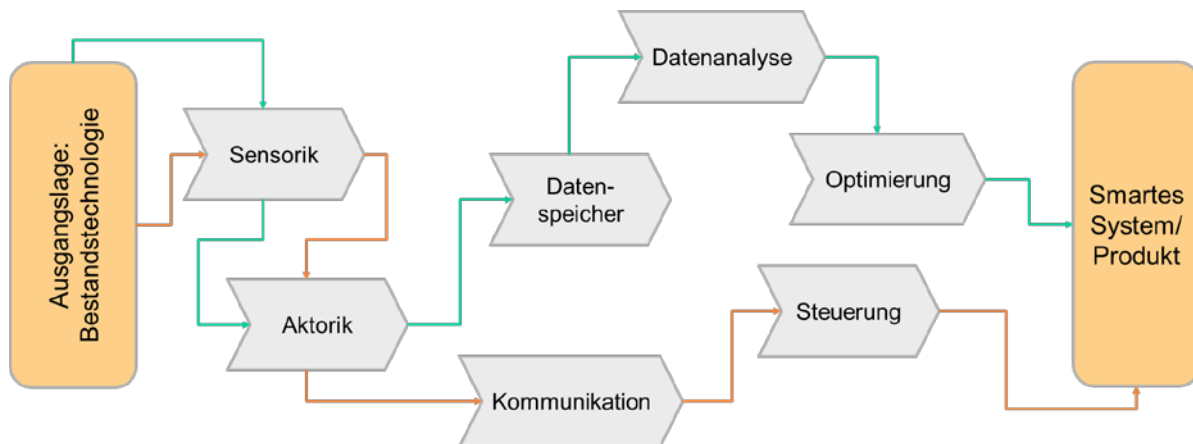 Ausgangslage:
Bestandstechnologie
Sensorik
Aktorik
Daten-
speicher
Datenanalyse
Optimierung
Kommunikation
Steuerung
Smartes
System/
Produkt